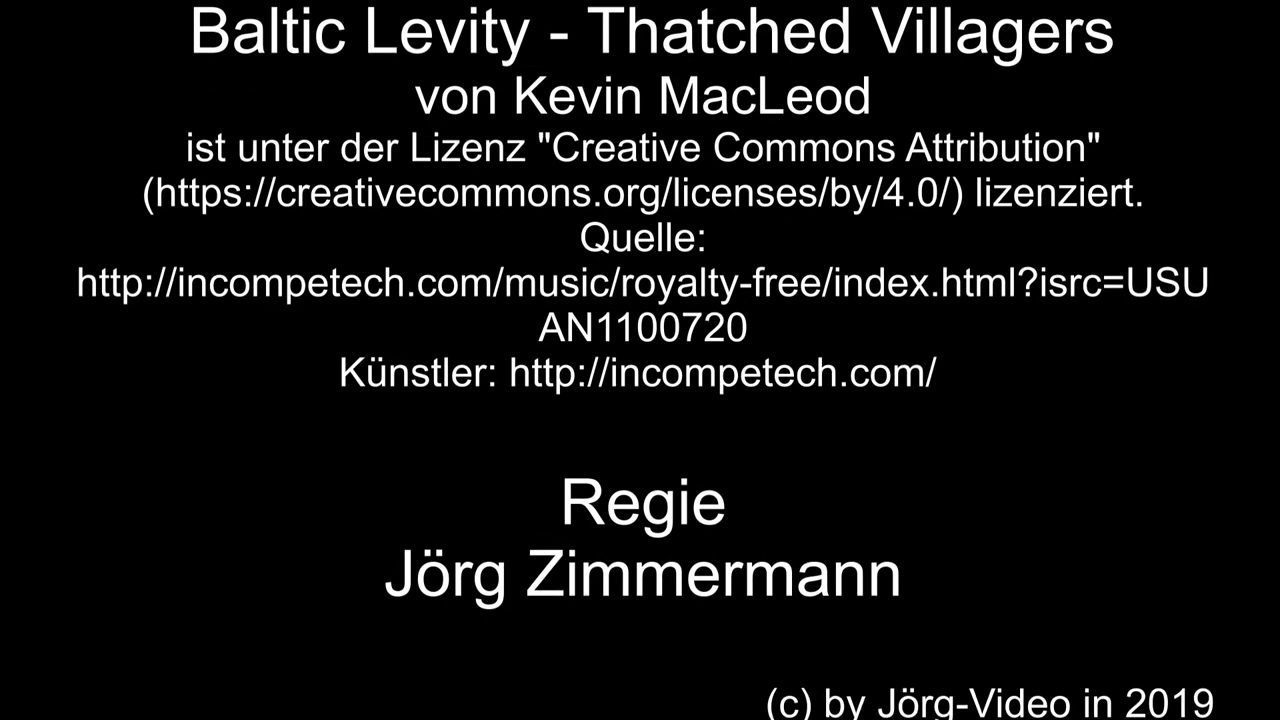 Baltic Levity - Thatched Villagers
von Kevin MacLeod
ist unter der Lizenz "Creative Commons Attribution"
(https://creativecommons.org/licenses/by/4.0/) lizenziert.
Quelle:
http://incompetech.com/music/royalty-free/index.html?isrc=USU
AN1100720
Künstler: http://incompetech.com/
Regie
Jörg Zimmermann
(c) by Jörg-Video in 2019